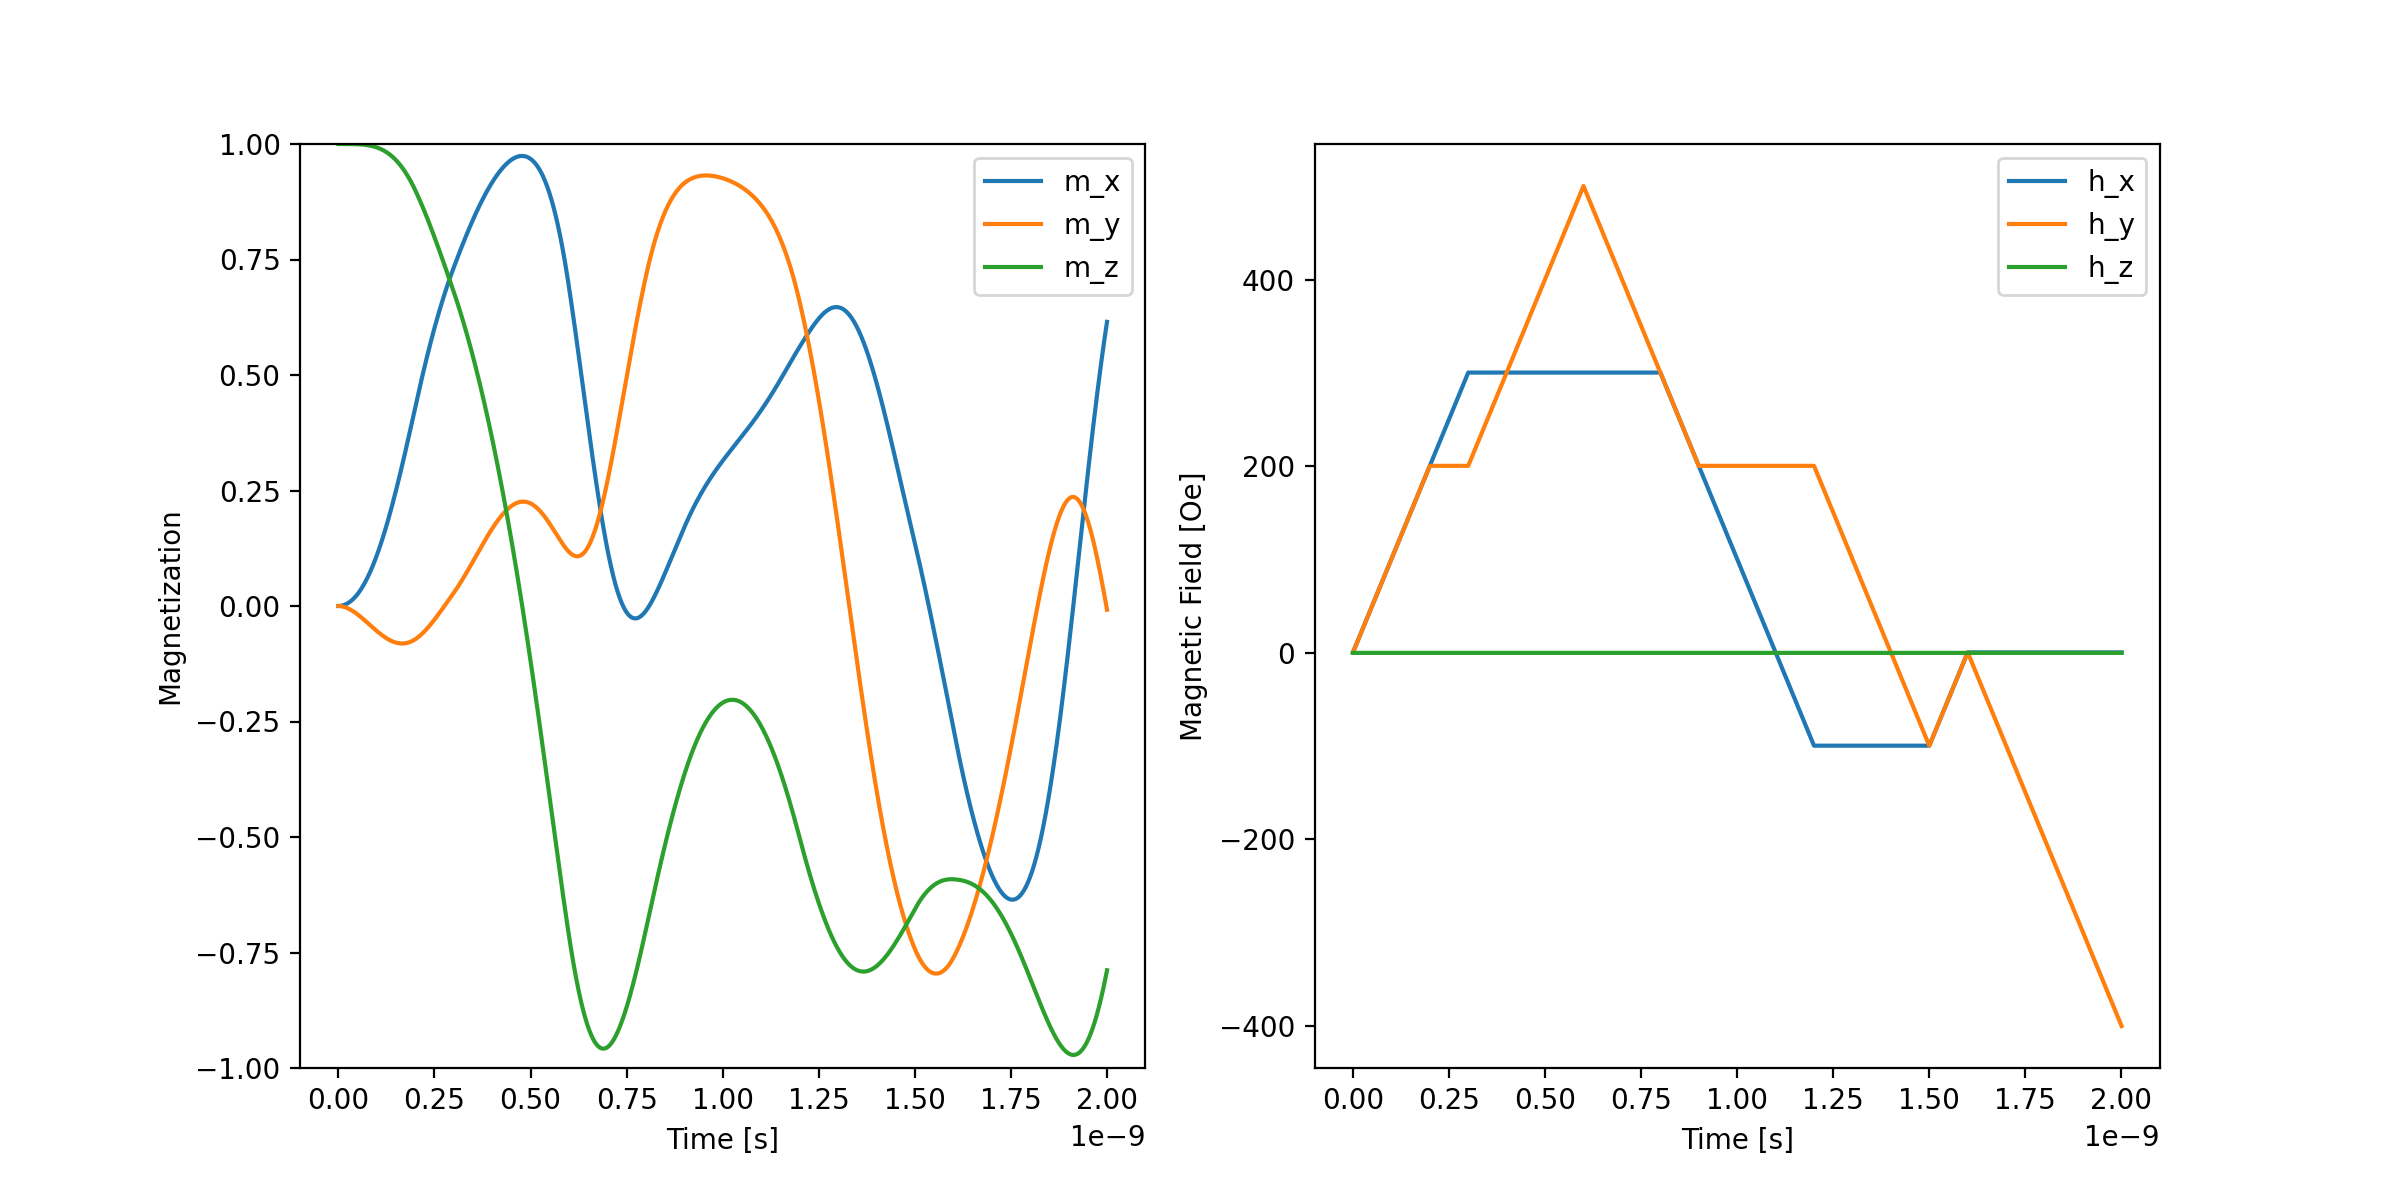 1.00
0.75
0.50
0.25
0.00
−0.25
−0.50
−0.75
−1.00
Magnetization
m_x
m_y
m_z
0.00 0.25 0.50 0.75 1.00 1.25 1.50 1.75 2.00
Time [s]
1e−9
400
200
0
−200
−400
Magnetic Field [Oe]
h_x
h_y
h_z
0.00 0.25 0.50 0.75 1.00 1.25 1.50 1.75 2.00
Time [s]
1e−9